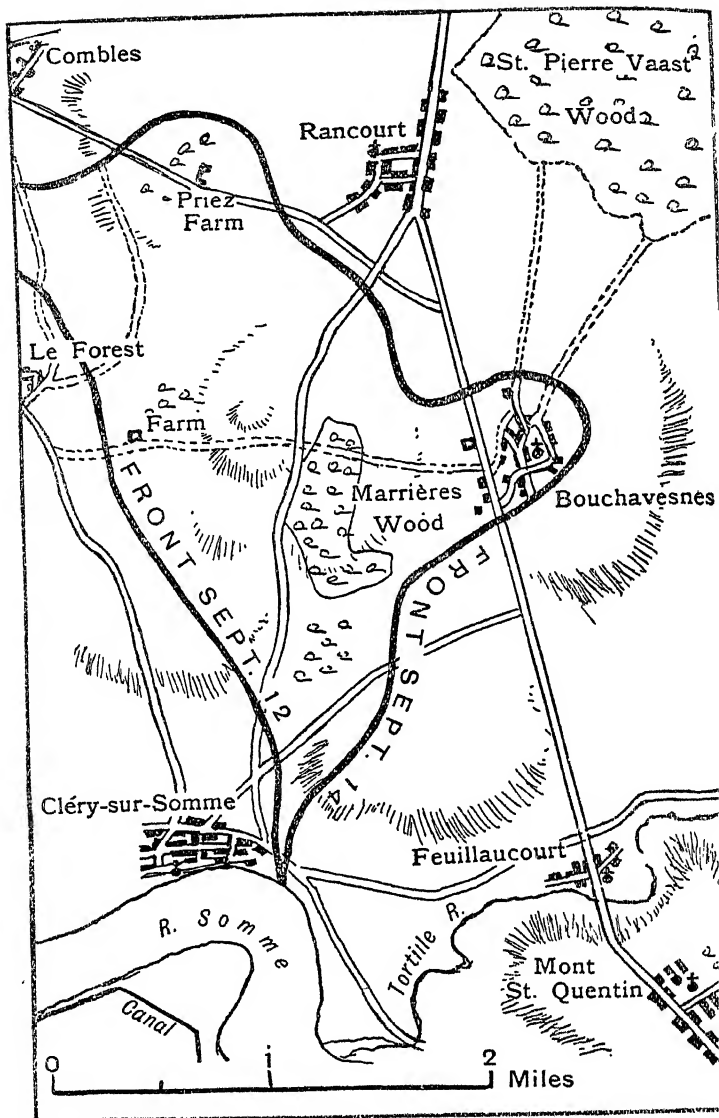 Combles
St. Pierre Vaast
Wood
Rancourt
Priez
Farm
Le Forest
Farm
Marrières
Wood
Bouchavesnes
FRONT SEPT. 12
FRONT SEPT. 14
Cléry-sur-Somme
Feuillaucourt
R. Somme
Tortille R.
Mont
St. Quentin
Canal
0 1 2 Miles